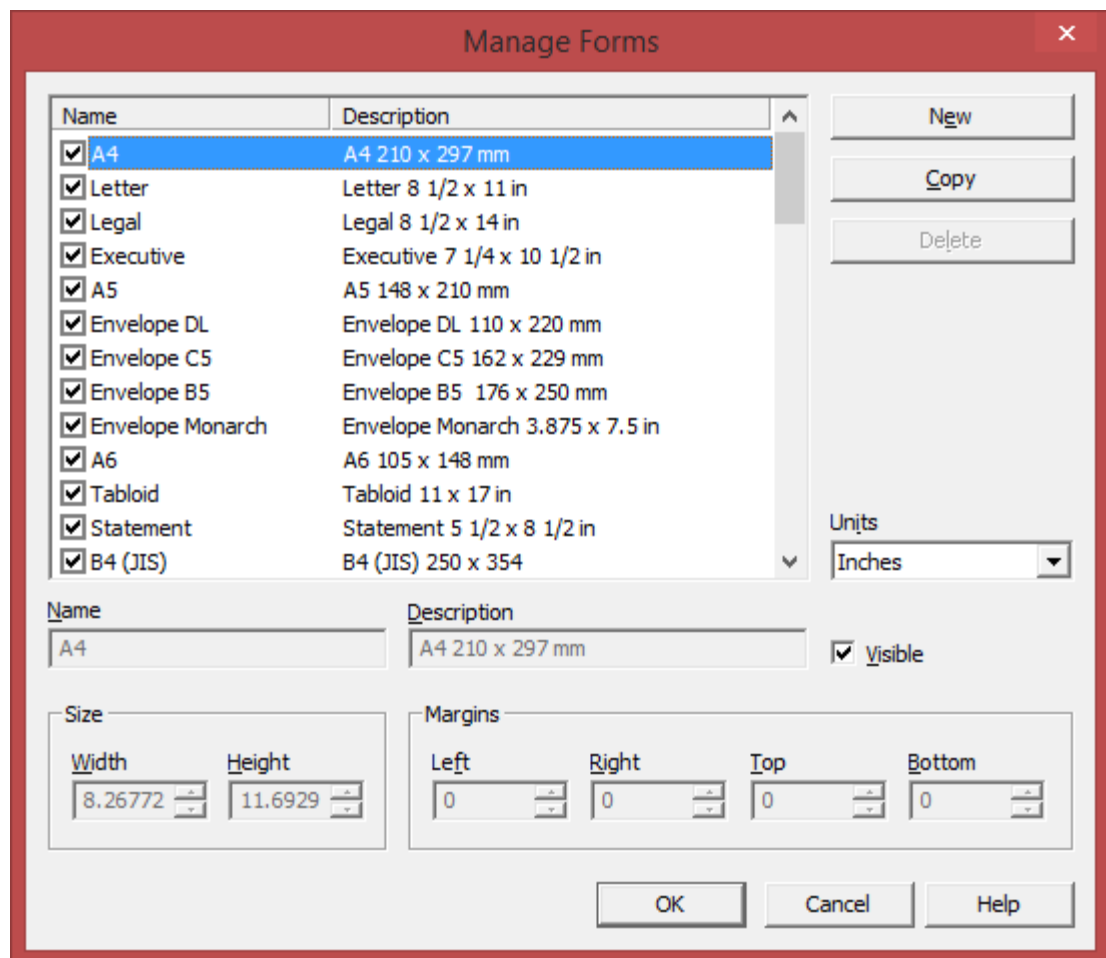 Manage Forms
Name Description
A4 A4 210 x 297 mm
Letter Letter 8 1/2 x 11 in
Legal Legal 8 1/2 x 14 in
Executive Executive 7 1/4 x 10 1/2 in
A5 A5 148 x 210 mm
Envelope DL Envelope DL 110 x 220 mm
Envelope C5 Envelope C5 162 x 229 mm
Envelope B5 Envelope B5  176 x 250 mm
Envelope Monarch Envelope Monarch 3.875 x 7.5 in
A6 A6 105 x 148 mm
Tabloid Tabloid 11 x 17 in
Statement Statement 5 1/2 x 8 1/2 in
B4 (JIS) B4 (JIS) 250 x 354
New
Copy
Delete
Units
Inches
Name Description
A4 A4 210 x 297 mm
Visible
Size Margins
Width Height Left Right Top Bottom
8.26772 11.6929 0 0 0 0
OK Cancel Help